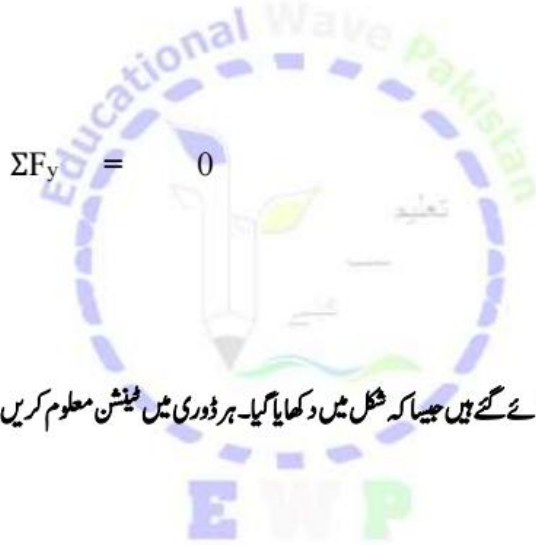 Educational Wave Pakistan
ΣFy = 0
تعلیم
ئے گئے ہیں جیسا کہ شکل میں دکھایا گیا۔ ہر ڈوری میں ٹینشن معلوم کریں
E W P